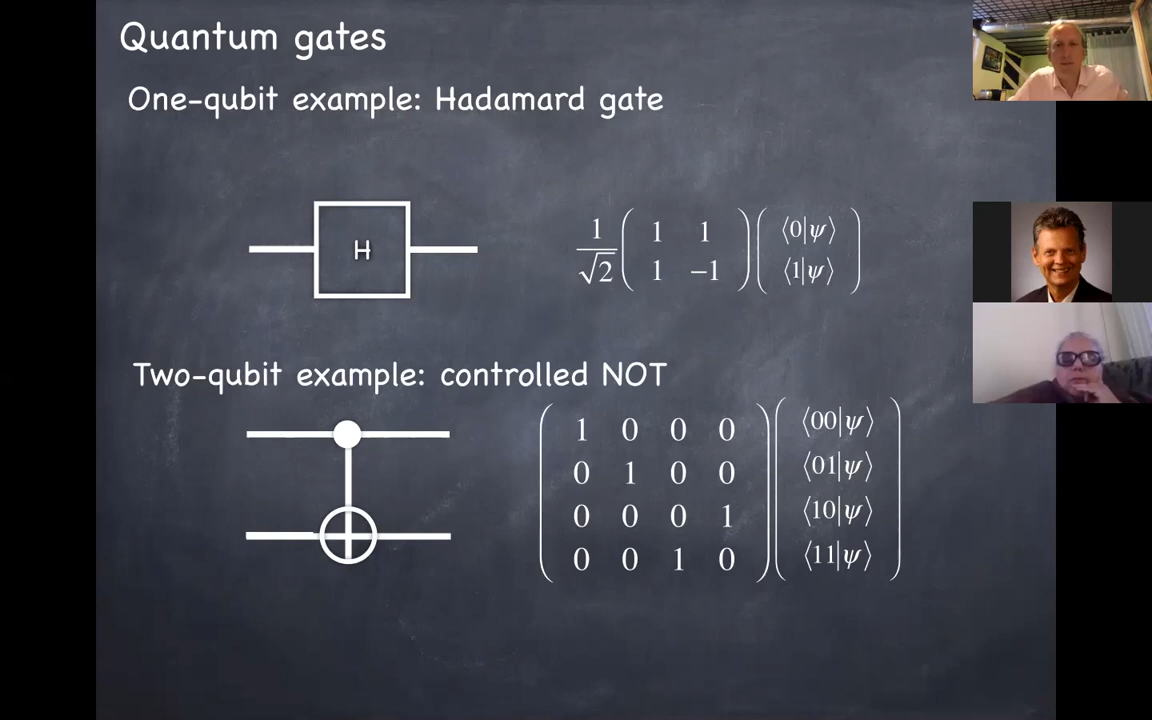 Quantum gates
One-qubit example: Hadamard gate
H
1/√2 ( 1 1 ; 1 −1 ) ( ⟨0|ψ⟩ ; ⟨1|ψ⟩ )
Two-qubit example: controlled NOT
1 0 0 0 ⟨00|ψ⟩
0 1 0 0 ⟨01|ψ⟩
0 0 0 1 ⟨10|ψ⟩
0 0 1 0 ⟨11|ψ⟩